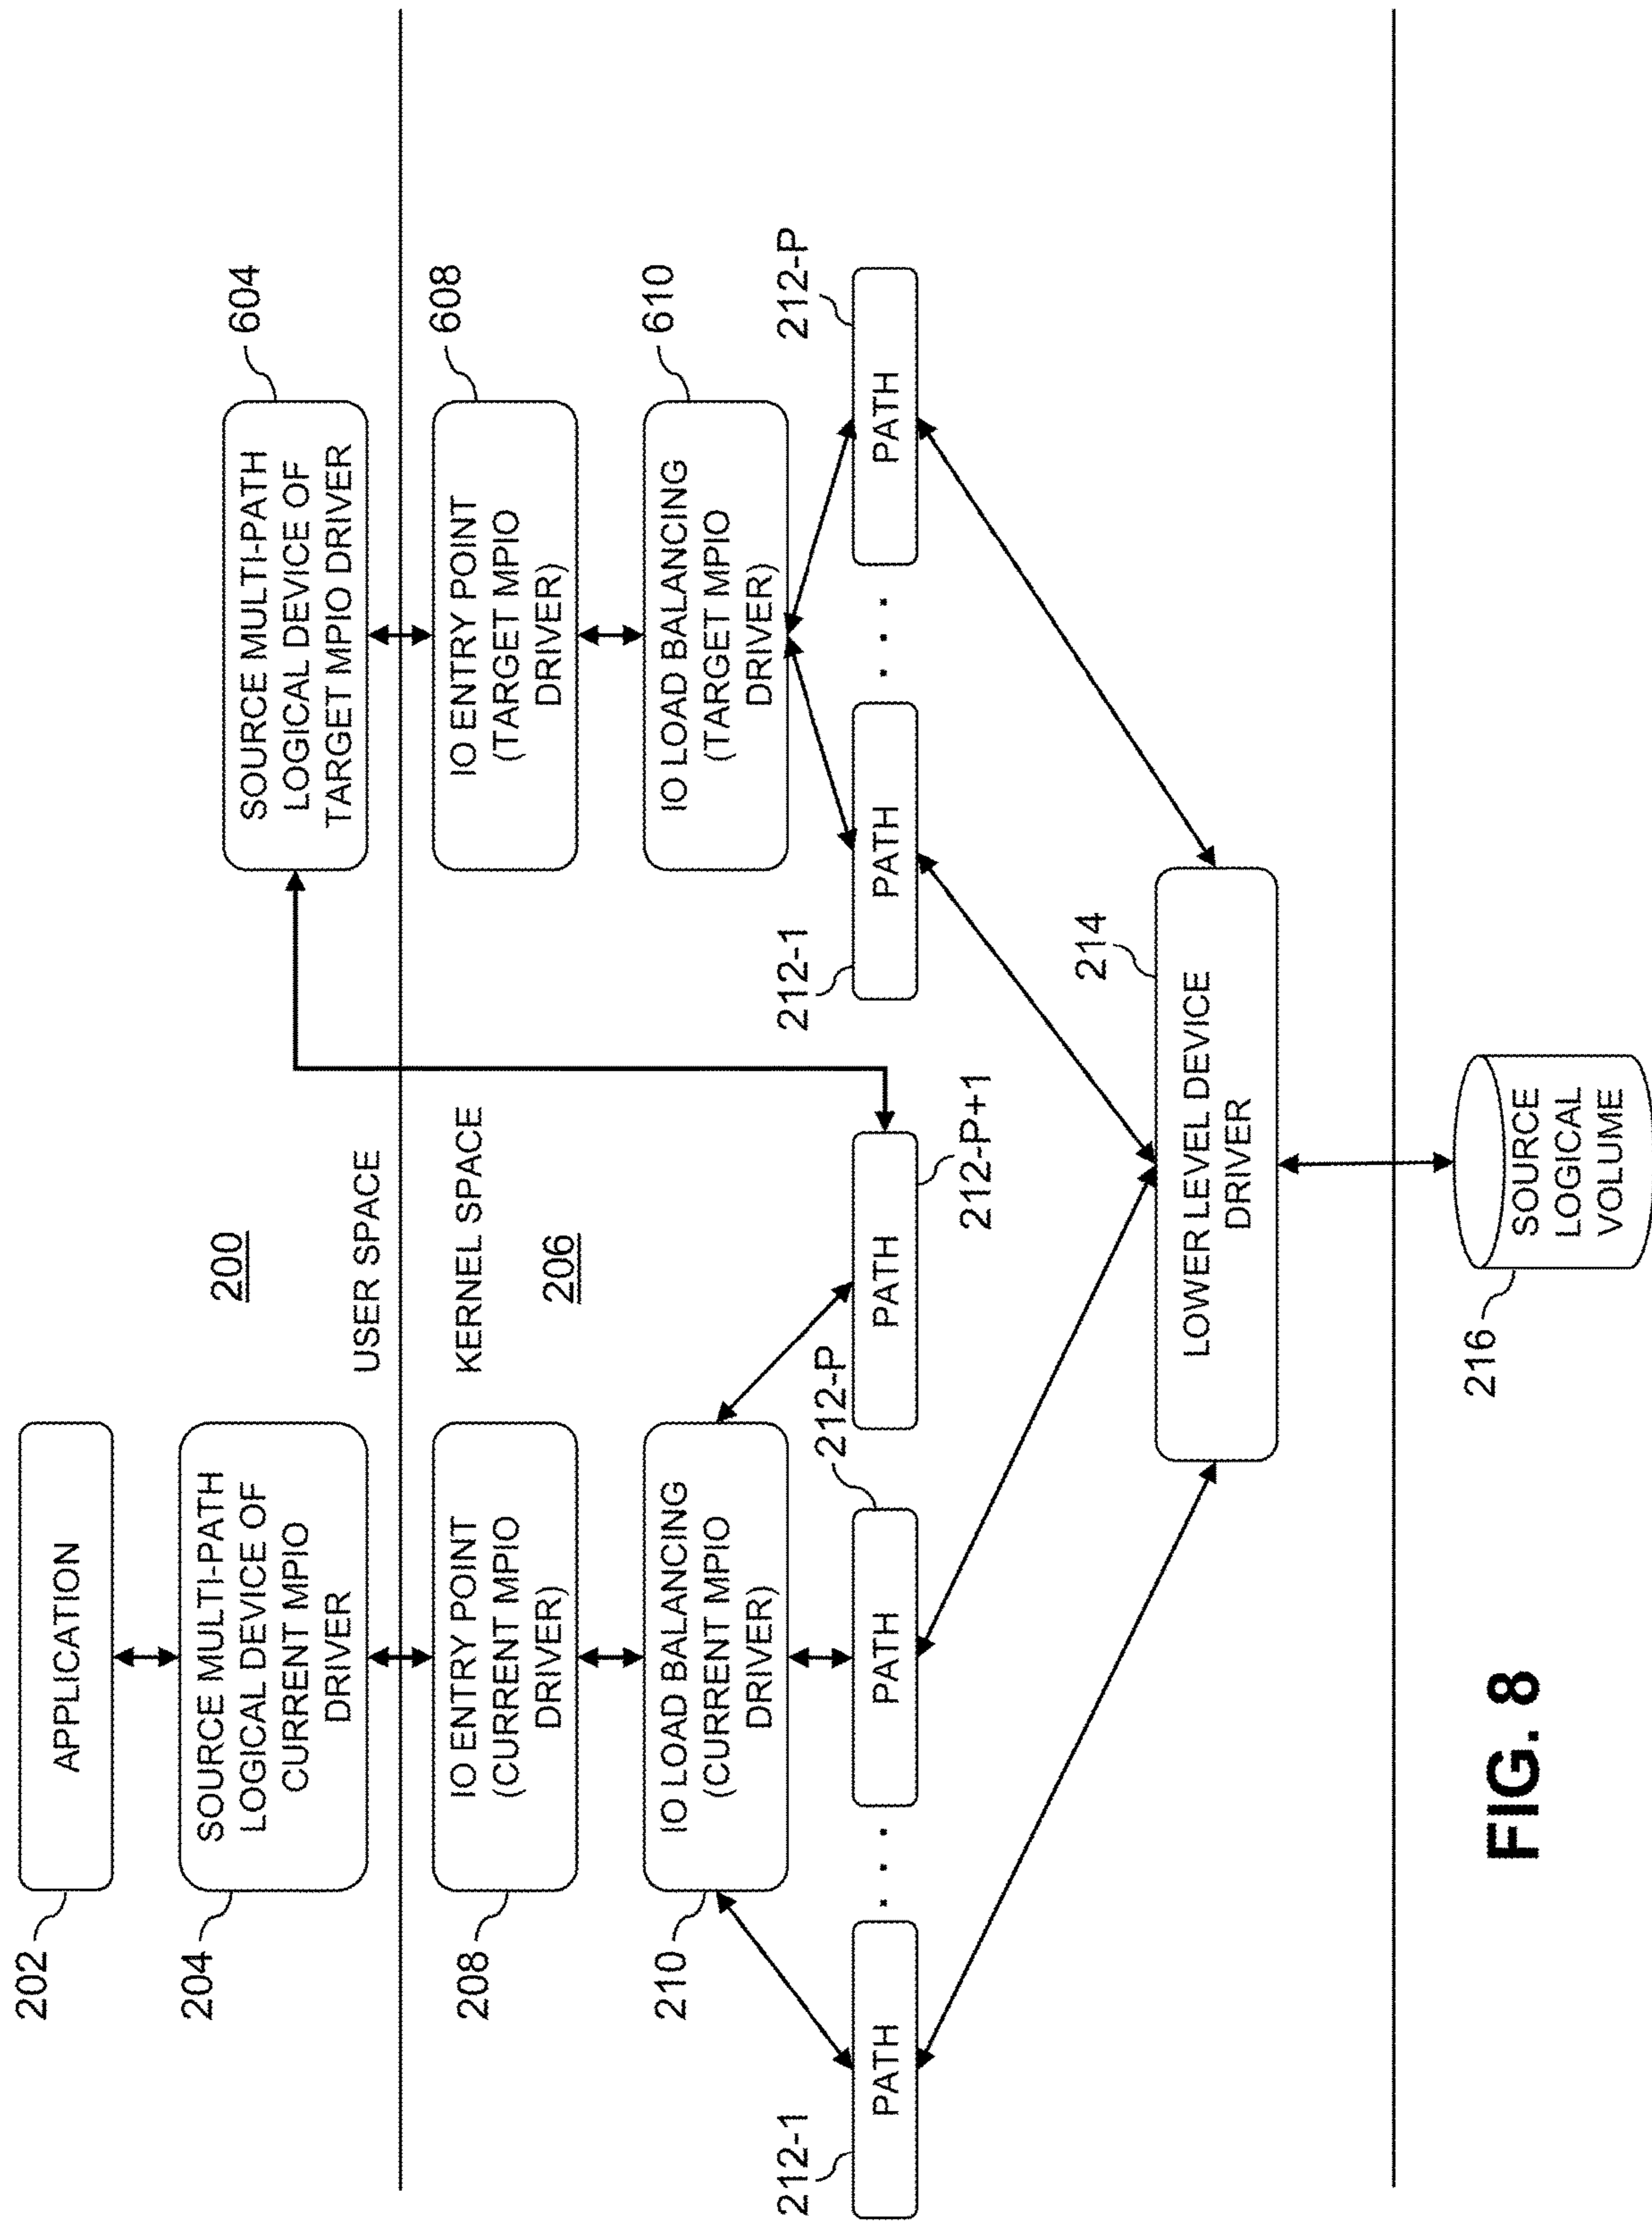 202
APPLICATION
204
SOURCE MULTI-PATH
LOGICAL DEVICE OF
CURRENT MPIO
DRIVER
200
SOURCE MULTI-PATH
LOGICAL DEVICE OF
TARGET MPIO DRIVER
604
USER SPACE
KERNEL SPACE
206
208
IO ENTRY POINT
(CURRENT MPIO
DRIVER)
IO ENTRY POINT
(TARGET MPIO
DRIVER)
608
210
IO LOAD BALANCING
(CURRENT MPIO
DRIVER)
IO LOAD BALANCING
(TARGET MPIO
DRIVER)
610
212-1
PATH
. . .
PATH
212-P
PATH
212-P+1
212-1
PATH
. . .
PATH
212-P
214
LOWER LEVEL DEVICE
DRIVER
216
SOURCE
LOGICAL
VOLUME
FIG. 8